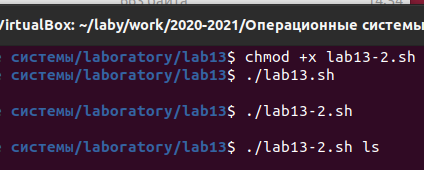 /irtualBox: ~/laby/work/2020-2021/Операционные системы
е системы/laboratory/lab13$ chmod +x lab13-2.sh
е системы/laboratory/lab13$ ./lab13.sh
е системы/laboratory/lab13$ ./lab13-2.sh
е системы/laboratory/lab13$ ./lab13-2.sh ls